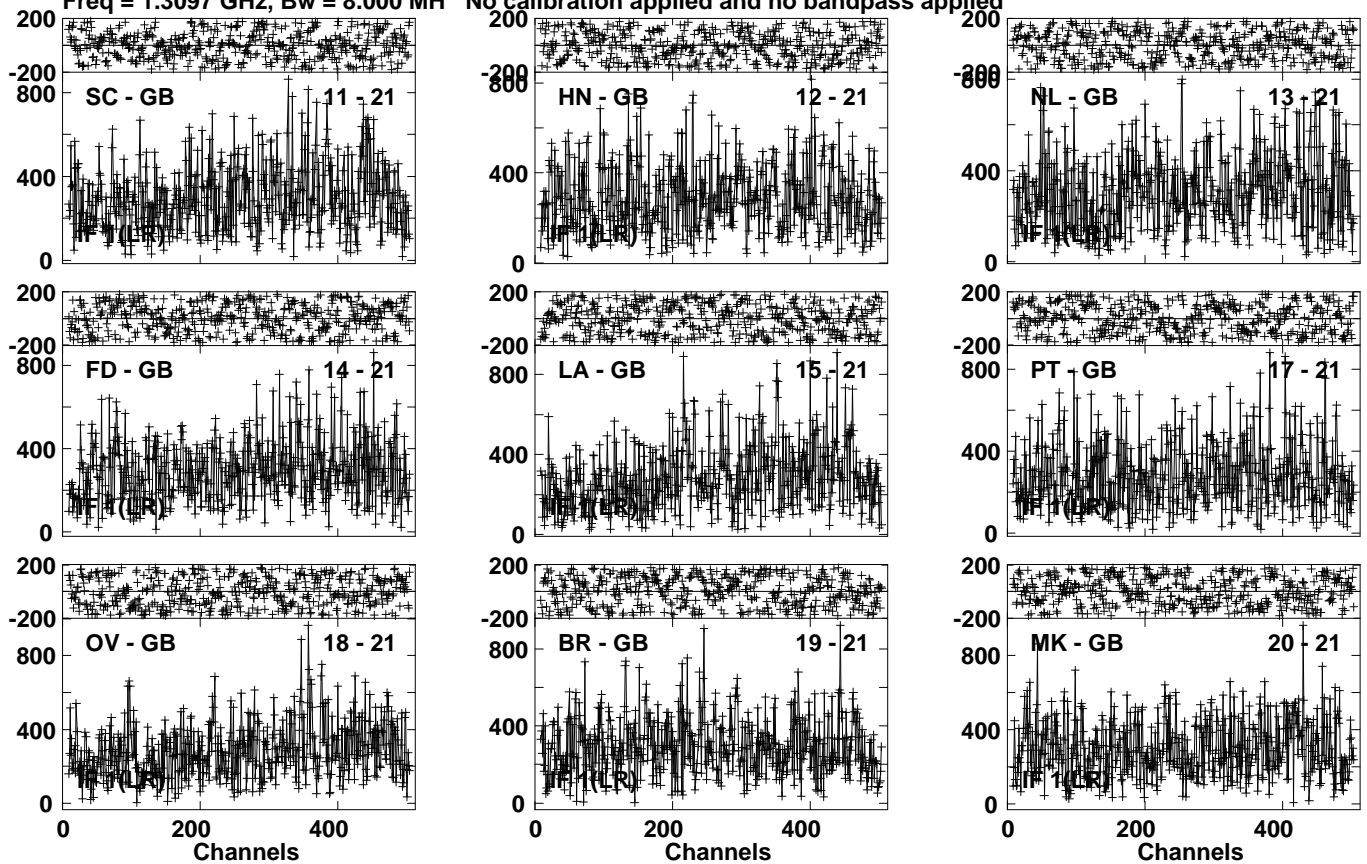 Freq = 1.3097 GHz, Bw = 8.000 MH No calibration applied and no bandpass applied
200
-200
800
SC - GB 11 - 21
400
IF 1(LR)
0
200
-200
800
HN - GB 12 - 21
400
IF 1(LR)
0
200
-200
800
NL - GB 13 - 21
400
IF 1(LR)
0
200
-200
800
FD - GB 14 - 21
400
IF 1(LR)
0
200
-200
800
LA - GB 15 - 21
400
IF 1(LR)
0
200
-200
800
PT - GB 17 - 21
400
IF 1(LR)
0
200
-200
800
OV - GB 18 - 21
400
IF 1(LR)
0
0 200 400
Channels
200
-200
800
BR - GB 19 - 21
400
IF 1(LR)
0
0 200 400
Channels
200
-200
800
MK - GB 20 - 21
400
IF 1(LR)
0
0 200 400
Channels